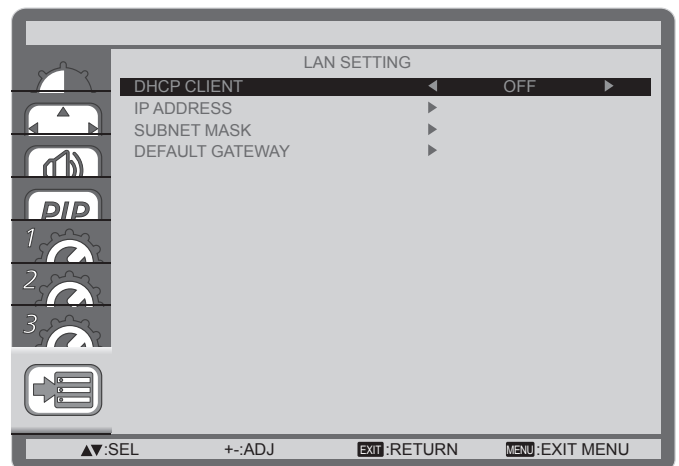 LAN SETTING
DHCP CLIENT ◀ OFF ▶
IP ADDRESS ▶
SUBNET MASK ▶
DEFAULT GATEWAY ▶
PIP
1
2
3
▲▼:SEL +-:ADJ EXIT:RETURN MENU:EXIT MENU